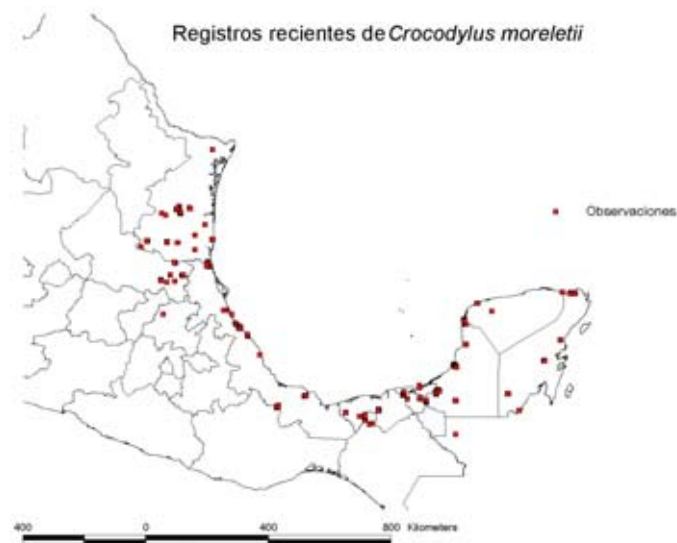 Registros recientes de Crocodylus moreletii
Observaciones
400 0 400 800 Kilometers